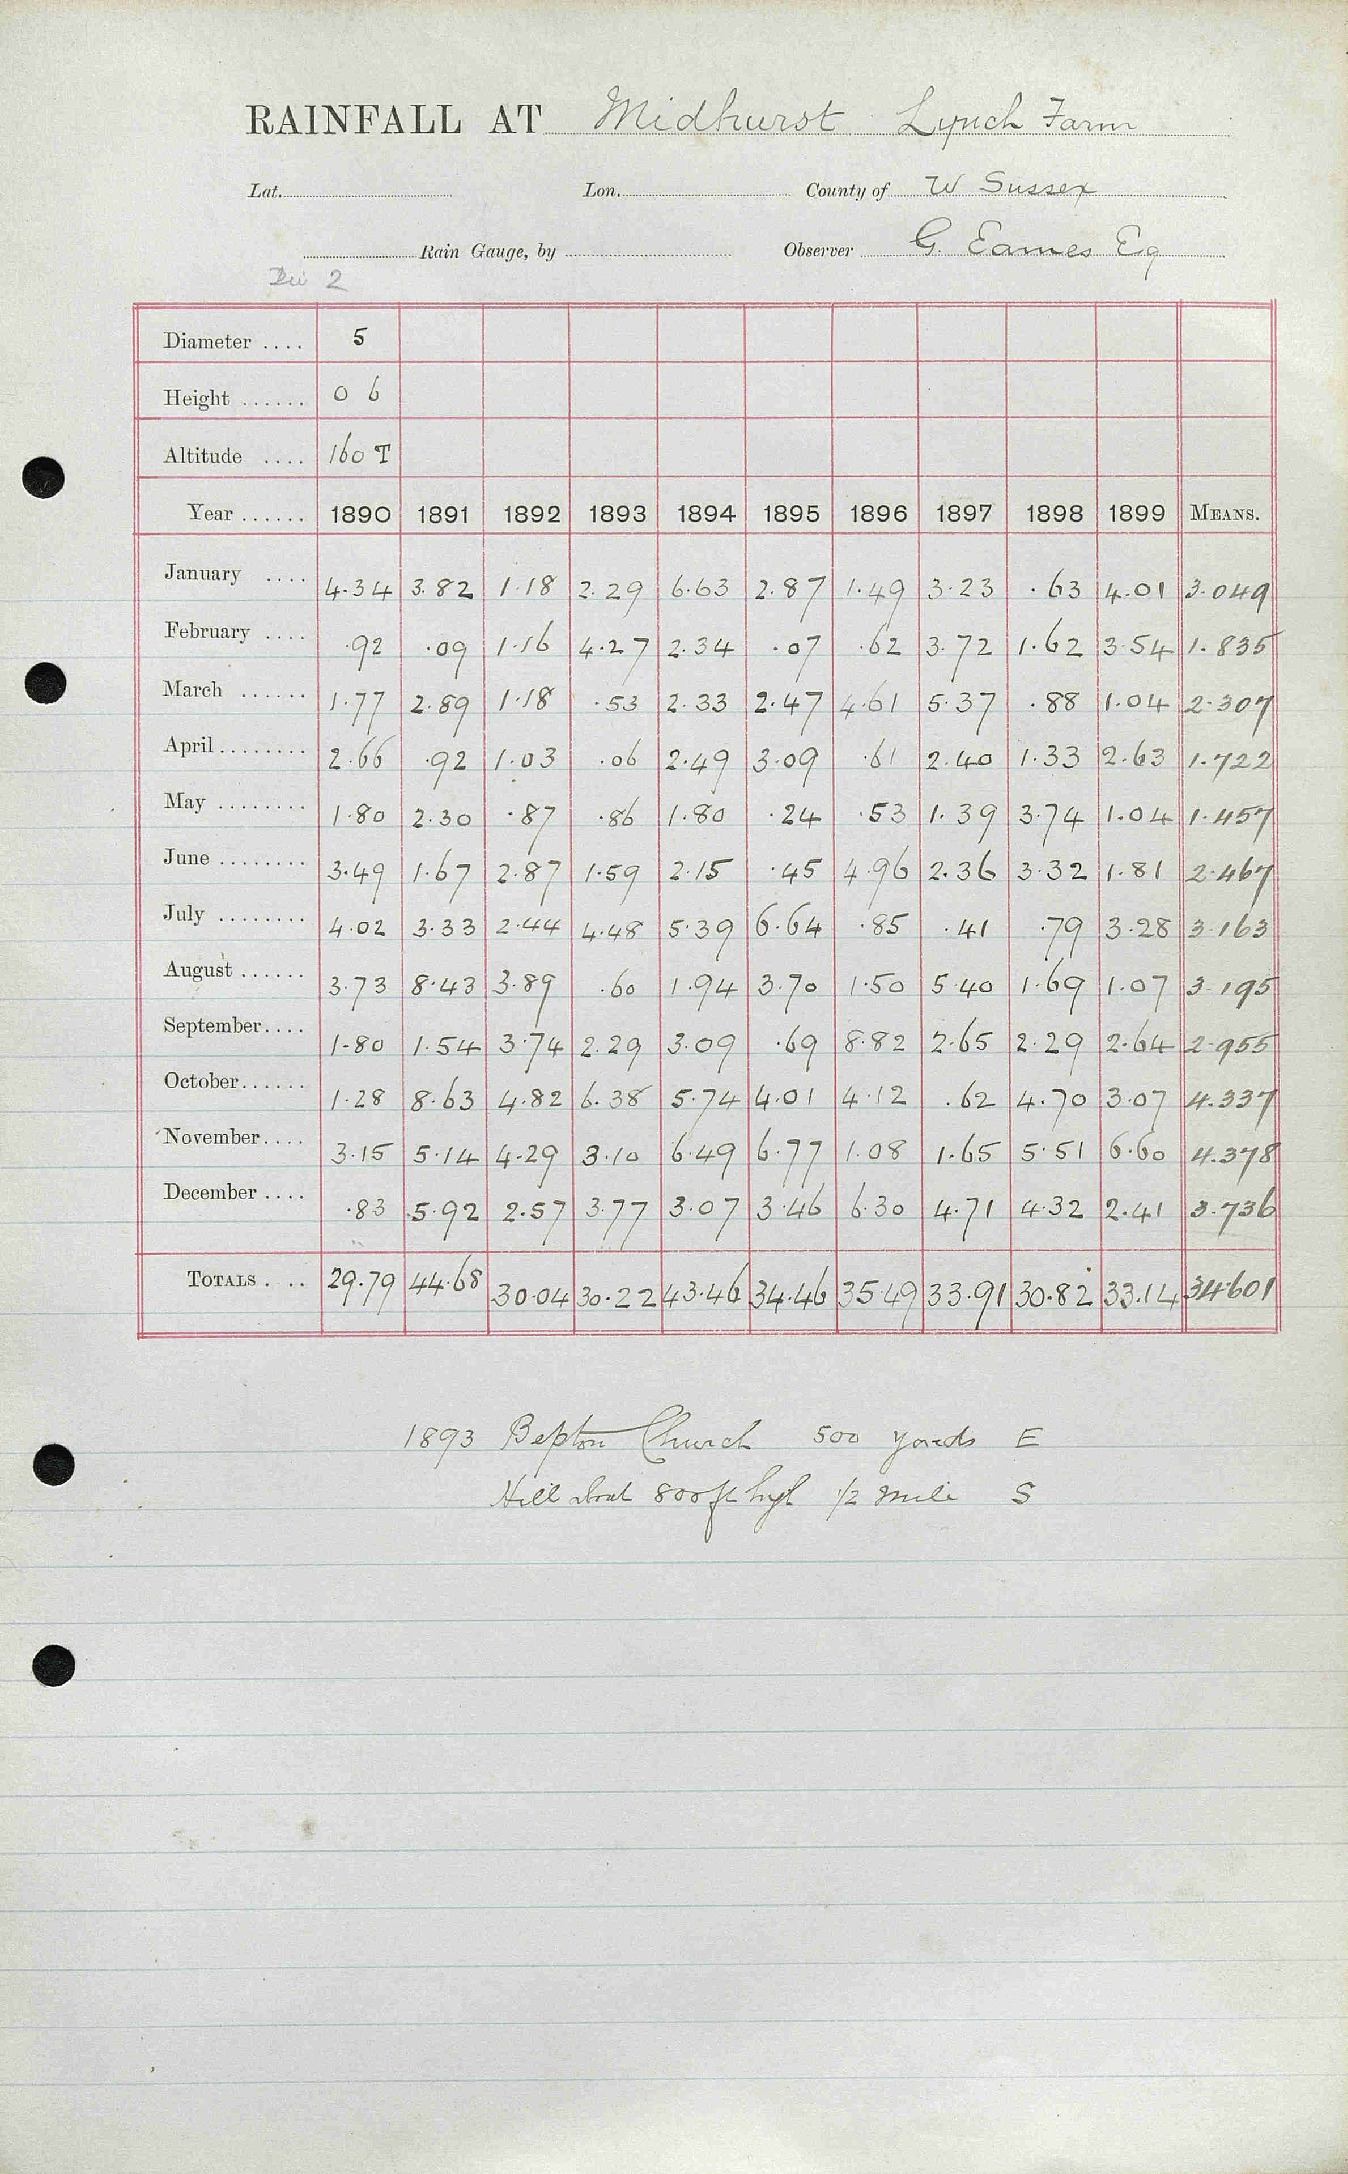 RAINFALL AT Midhurst Lynch Farm
Lat. Lon. County of W Sussex
Rain Gauge, by Observer G. Eames Esq
2
Diameter .... 5
Height ...... 0 6
Altitude .... 160 T
Year ...... 1890 1891 1892 1893 1894 1895 1896 1897 1898 1899 MEANS.
January .... 4.34 3.82 1.18 2.29 6.63 2.87 1.49 3.23 .63 4.01 3.049
February .... .92 .09 1.16 4.27 2.34 .07 .62 3.72 1.62 3.54 1.835
March ...... 1.77 2.89 1.18 .53 2.33 2.47 4.61 5.37 .88 1.04 2.307
April ........ 2.66 .92 1.03 .06 2.49 3.09 .61 2.40 1.33 2.63 1.722
May ........ 1.80 2.30 .87 .86 1.80 .24 .53 1.39 3.74 1.04 1.457
June ........ 3.49 1.67 2.87 1.59 2.15 .45 4.96 2.36 3.32 1.81 2.467
July ........ 4.02 3.33 2.44 4.48 5.39 6.64 .85 .41 .79 3.28 3.163
August ...... 3.73 8.43 3.89 .60 1.94 3.70 1.50 5.40 1.69 1.07 3.195
September.... 1.80 1.54 3.74 2.29 3.09 .69 8.82 2.65 2.29 2.64 2.955
October...... 1.28 8.63 4.82 6.38 5.74 4.01 4.12 .62 4.70 3.07 4.337
November.... 3.15 5.14 4.29 3.10 6.49 6.77 1.08 1.65 5.51 6.60 4.378
December .... .83 5.92 2.57 3.77 3.07 3.46 6.30 4.71 4.32 2.41 3.736
TOTALS . .. 29.79 44.68 30.04 30.22 43.46 34.46 35.49 33.91 30.82 33.14 34.601
1893 Bepton Church 500 yards E
Hill about 800 ft high 1/2 mile S